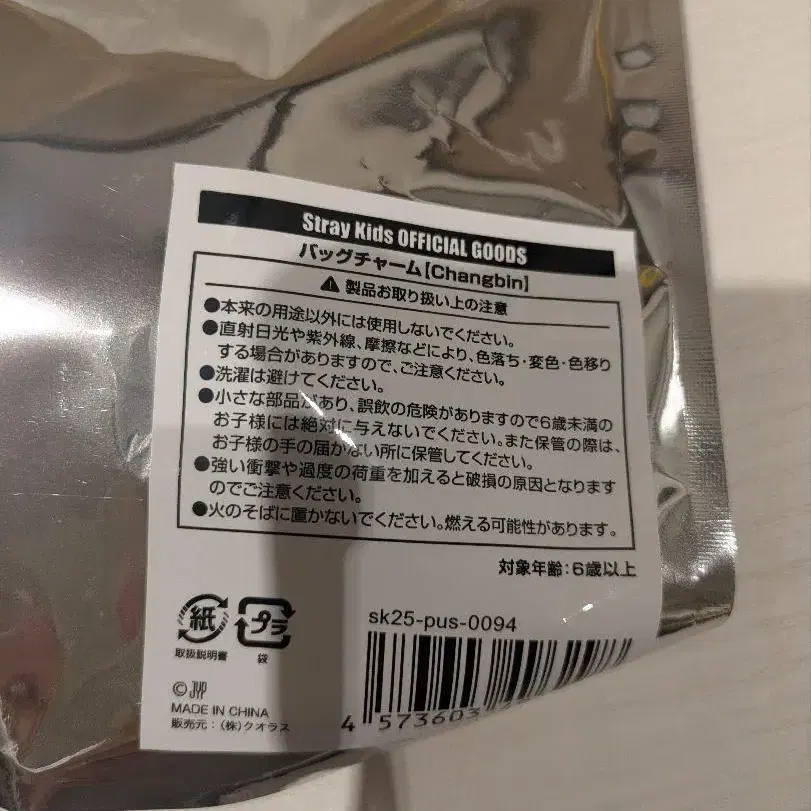 Stray Kids OFFICIAL GOODS
バッグチャーム[Changbin]
製品お取り扱い上の注意
●本来の用途以外には使用しないでください。
●直射日光や紫外線、摩擦などにより、色落ち・変色・色移り
する場合がありますので、ご注意ください。
●洗濯は避けてください。
●小さな部品があり、誤飲の危険がありますので6歳未満の
お子様には絶対に与えないでください。また保管の際は、
お子様の手の届かない所に保管してください。
●強い衝撃や過度の荷重を加えると破損の原因となります
のでご注意ください。
●火のそばに置かないでください。燃える可能性があります。
対象年齢:6歳以上
紙 プラ
取扱説明書 袋
sk25-pus-0094
©JYP
MADE IN CHINA
販売元:(株)クオラス
4 573603